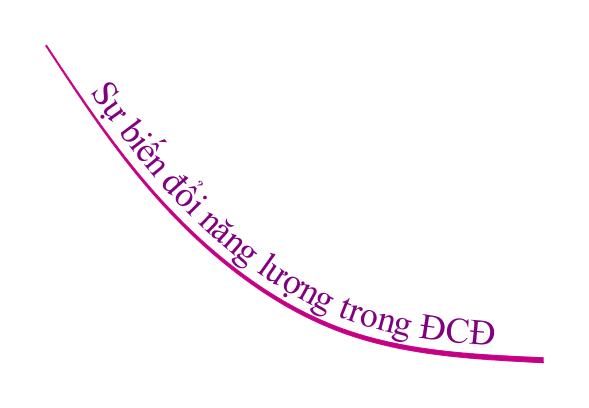 Sự biến đổi năng lượng trong ĐCĐ